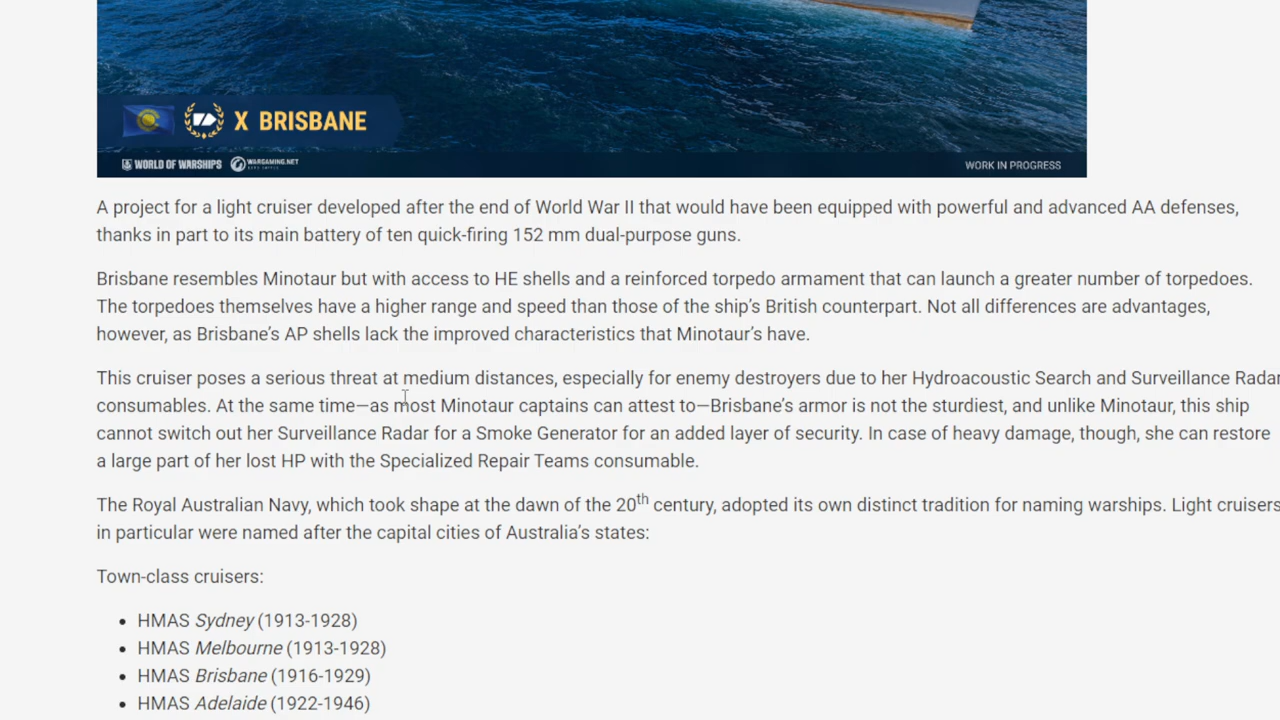 X BRISBANE
WORLD OF WARSHIPS WARGAMING.NET WORK IN PROGRESS
A project for a light cruiser developed after the end of World War II that would have been equipped with powerful and advanced AA defenses,
thanks in part to its main battery of ten quick-firing 152 mm dual-purpose guns.
Brisbane resembles Minotaur but with access to HE shells and a reinforced torpedo armament that can launch a greater number of torpedoes.
The torpedoes themselves have a higher range and speed than those of the ship's British counterpart. Not all differences are advantages,
however, as Brisbane's AP shells lack the improved characteristics that Minotaur's have.
This cruiser poses a serious threat at medium distances, especially for enemy destroyers due to her Hydroacoustic Search and Surveillance Radar
consumables. At the same time—as most Minotaur captains can attest to—Brisbane's armor is not the sturdiest, and unlike Minotaur, this ship
cannot switch out her Surveillance Radar for a Smoke Generator for an added layer of security. In case of heavy damage, though, she can restore
a large part of her lost HP with the Specialized Repair Teams consumable.
The Royal Australian Navy, which took shape at the dawn of the 20th century, adopted its own distinct tradition for naming warships. Light cruisers
in particular were named after the capital cities of Australia's states:
Town-class cruisers:
• HMAS Sydney (1913-1928)
• HMAS Melbourne (1913-1928)
• HMAS Brisbane (1916-1929)
• HMAS Adelaide (1922-1946)